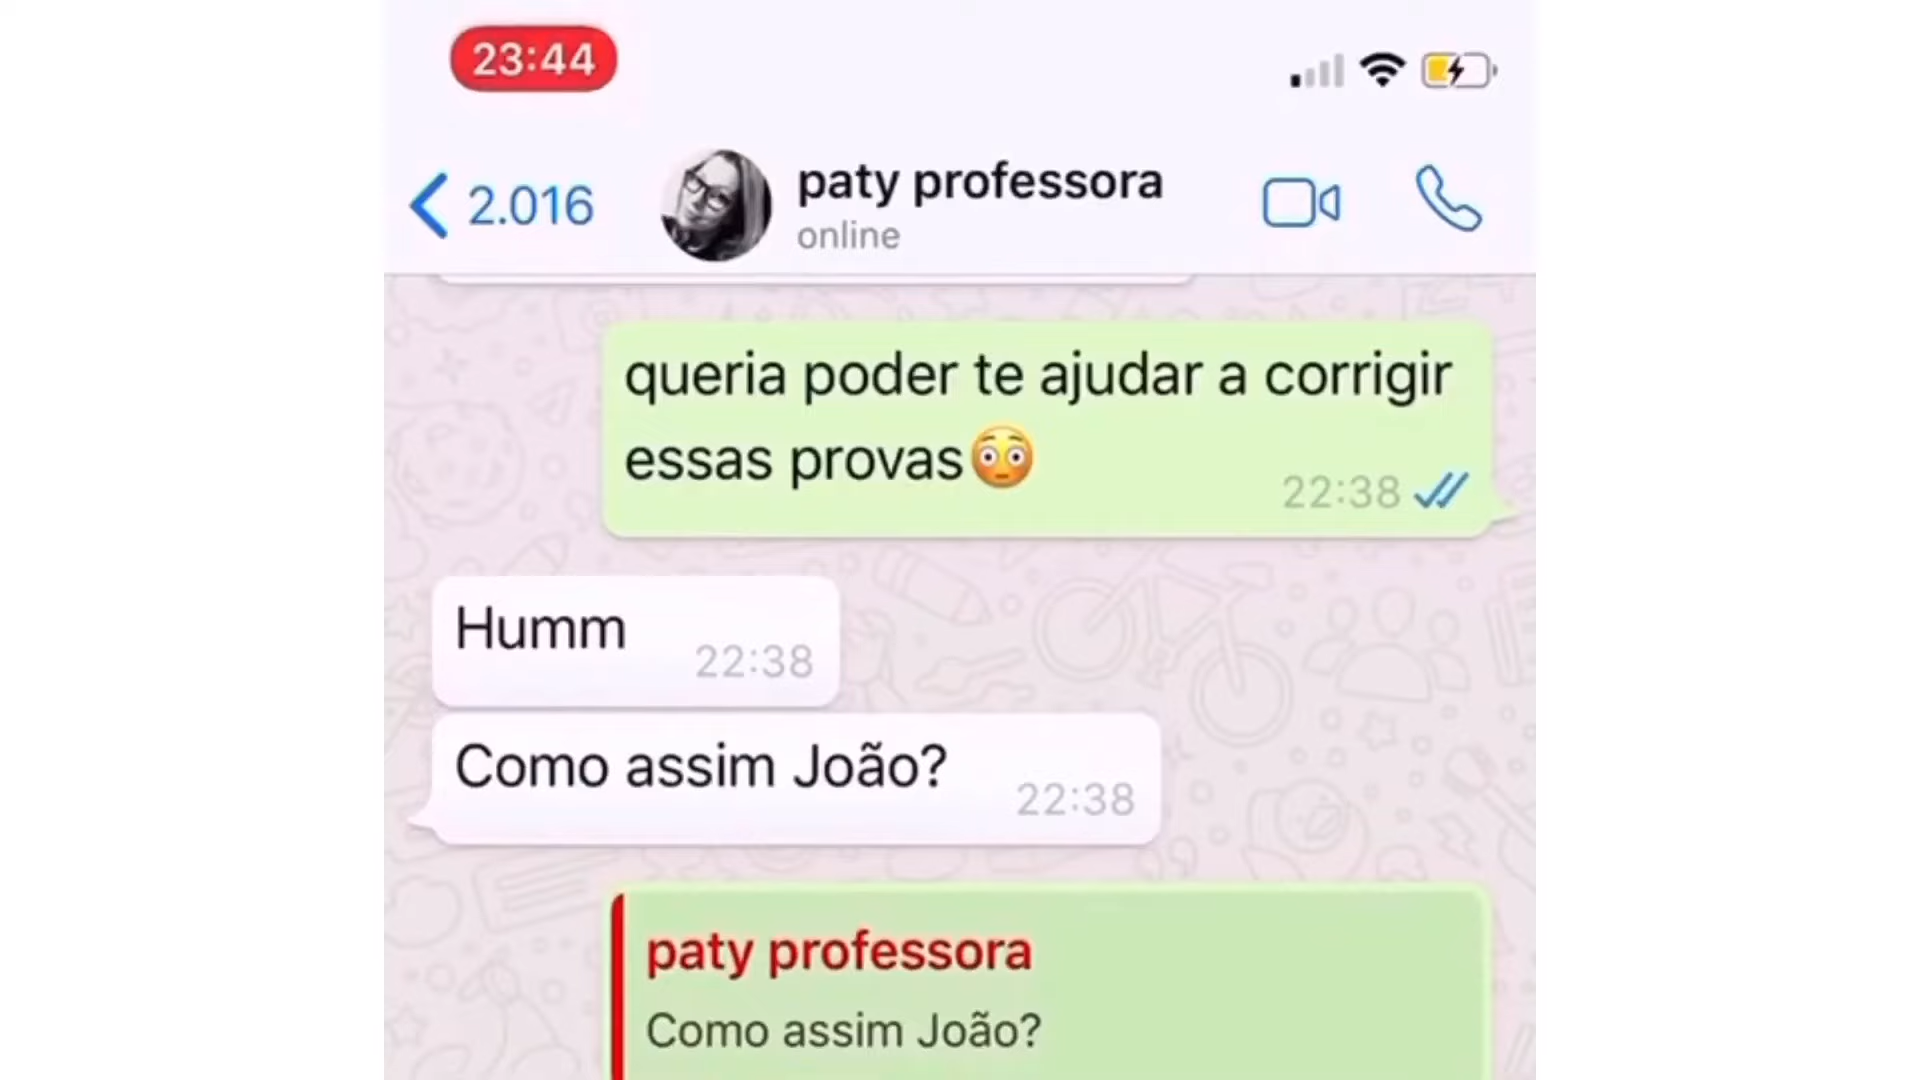 23:44
2.016
paty professora
online
queria poder te ajudar a corrigir
essas provas😳
22:38
Humm
22:38
Como assim João?
22:38
paty professora
Como assim João?